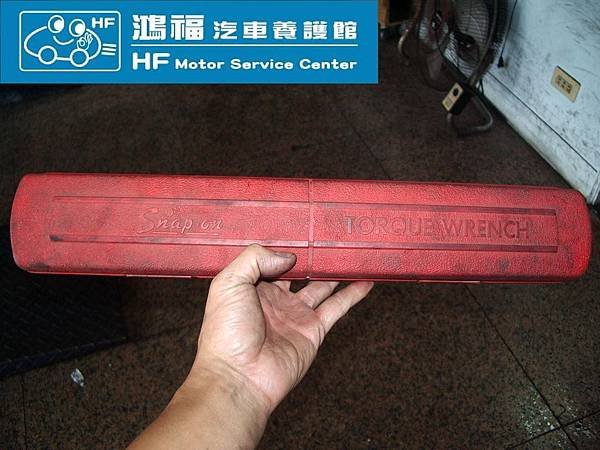 HF
鴻福 汽車養護館
HF Motor Service Center
Snap-on
TORQUE WRENCH